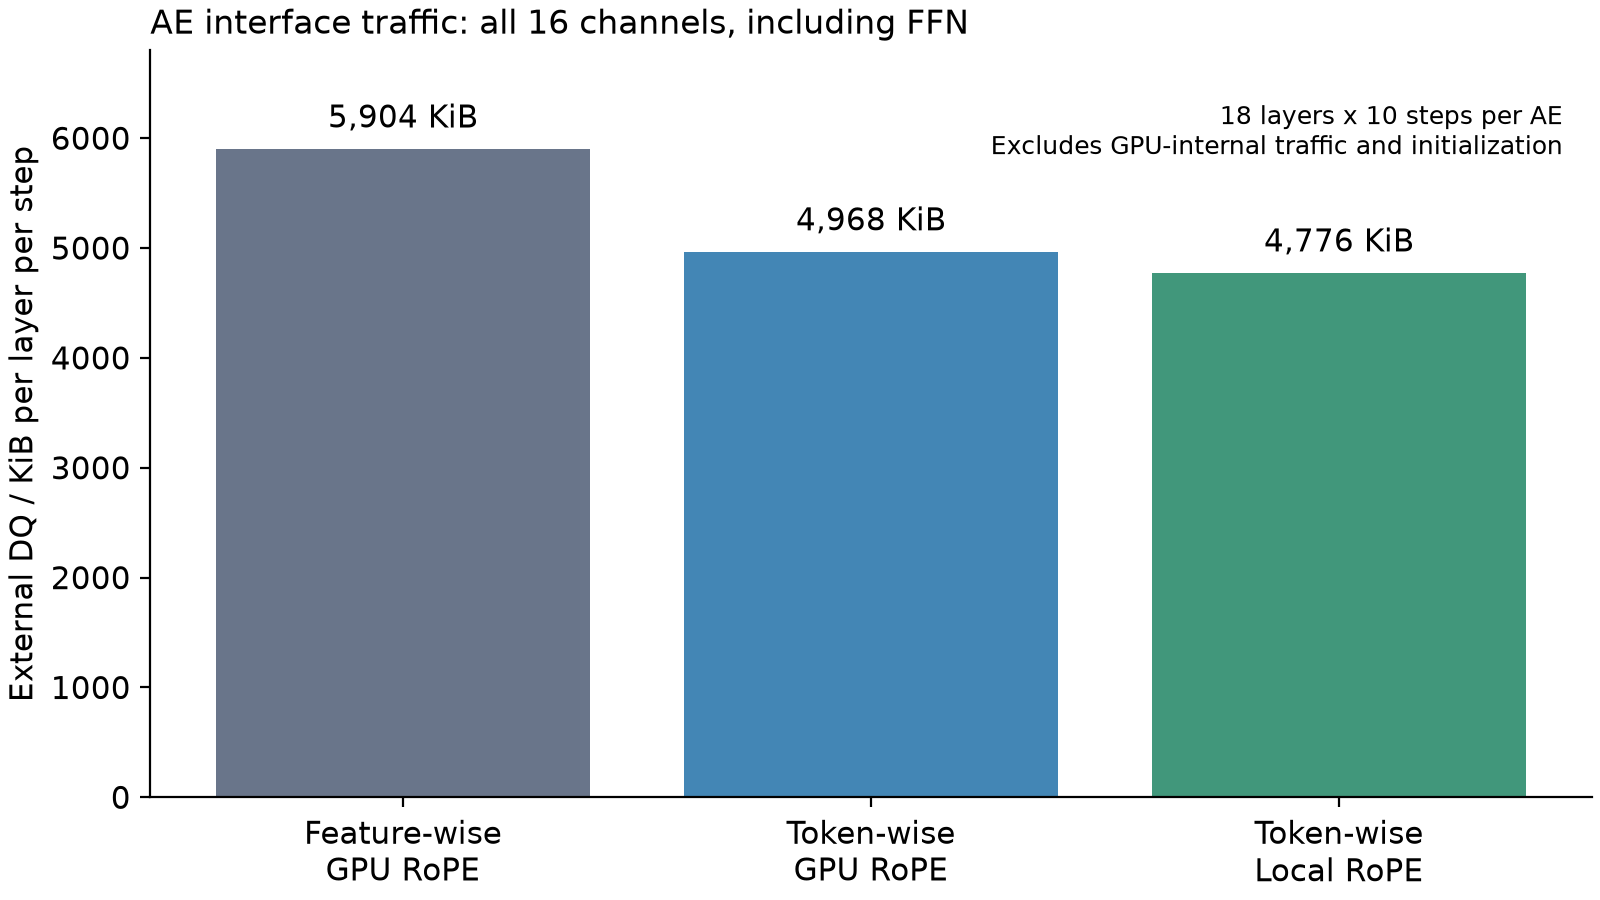 AE interface traffic: all 16 channels, including FFN
External DQ / KiB per layer per step
6000
5000
4000
3000
2000
1000
0
5,904 KiB
4,968 KiB
4,776 KiB
18 layers x 10 steps per AE
Excludes GPU-internal traffic and initialization
Feature-wise
GPU RoPE
Token-wise
GPU RoPE
Token-wise
Local RoPE